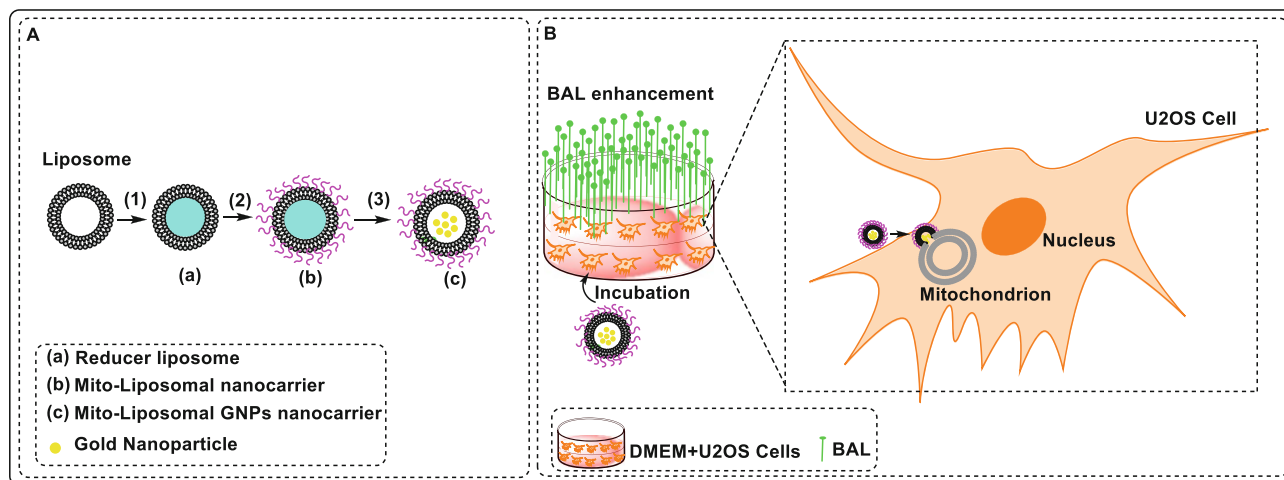 A
Liposome
(1)
(2)
(3)
(a)
(b)
(c)
(a) Reducer liposome
(b) Mito-Liposomal nanocarrier
(c) Mito-Liposomal GNPs nanocarrier
Gold Nanoparticle
B
BAL enhancement
Incubation
U2OS Cell
Nucleus
Mitochondrion
DMEM+U2OS Cells
BAL